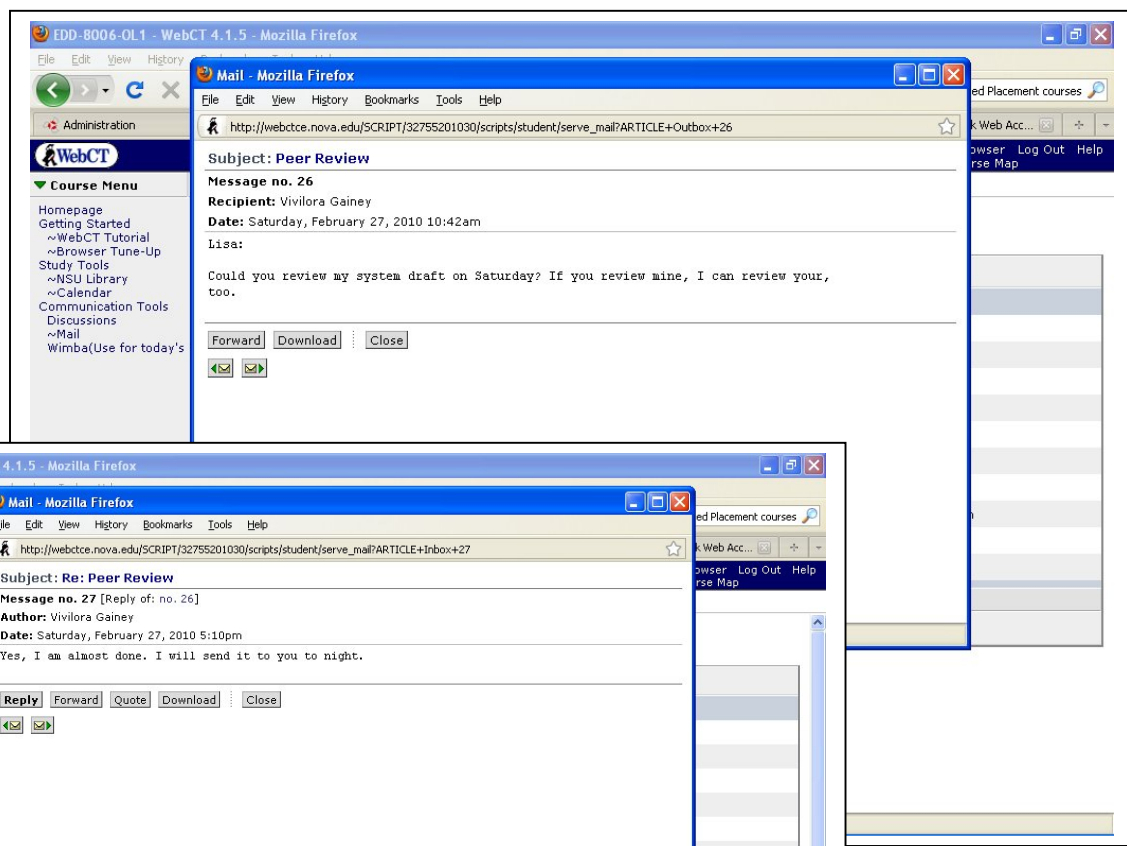 EDD-8006-OL1 - WebCT 4.1.5 - Mozilla Firefox
File Edit View History
Mail - Mozilla Firefox
File Edit View History Bookmarks Tools Help
ed Placement courses
Administration
http://webctce.nova.edu/SCRIPT/32755201030/scripts/student/serve_mail?ARTICLE+Outbox+26
k Web Acc...
WebCT
owser Log Out Help
rse Map
Course Menu
Homepage
Getting Started
~WebCT Tutorial
~Browser Tune-Up
Study Tools
~NSU Library
~Calendar
Communication Tools
Discussions
~Mail
Wimba(Use for today's
Subject: Peer Review
Message no. 26
Recipient: Vivilora Gainey
Date: Saturday, February 27, 2010 10:42am
Lisa:
Could you review my system draft on Saturday? If you review mine, I can review your,
too.
Forward Download Close
4.1.5 - Mozilla Firefox
Mail - Mozilla Firefox
ile Edit View History Bookmarks Tools Help
ed Placement courses
http://webctce.nova.edu/SCRIPT/32755201030/scripts/student/serve_mail?ARTICLE+Inbox+27
k Web Acc...
owser Log Out Help
rse Map
Subject: Re: Peer Review
Message no. 27 [Reply of: no. 26]
Author: Vivilora Gainey
Date: Saturday, February 27, 2010 5:10pm
Yes, I am almost done. I will send it to you to night.
Reply Forward Quote Download Close